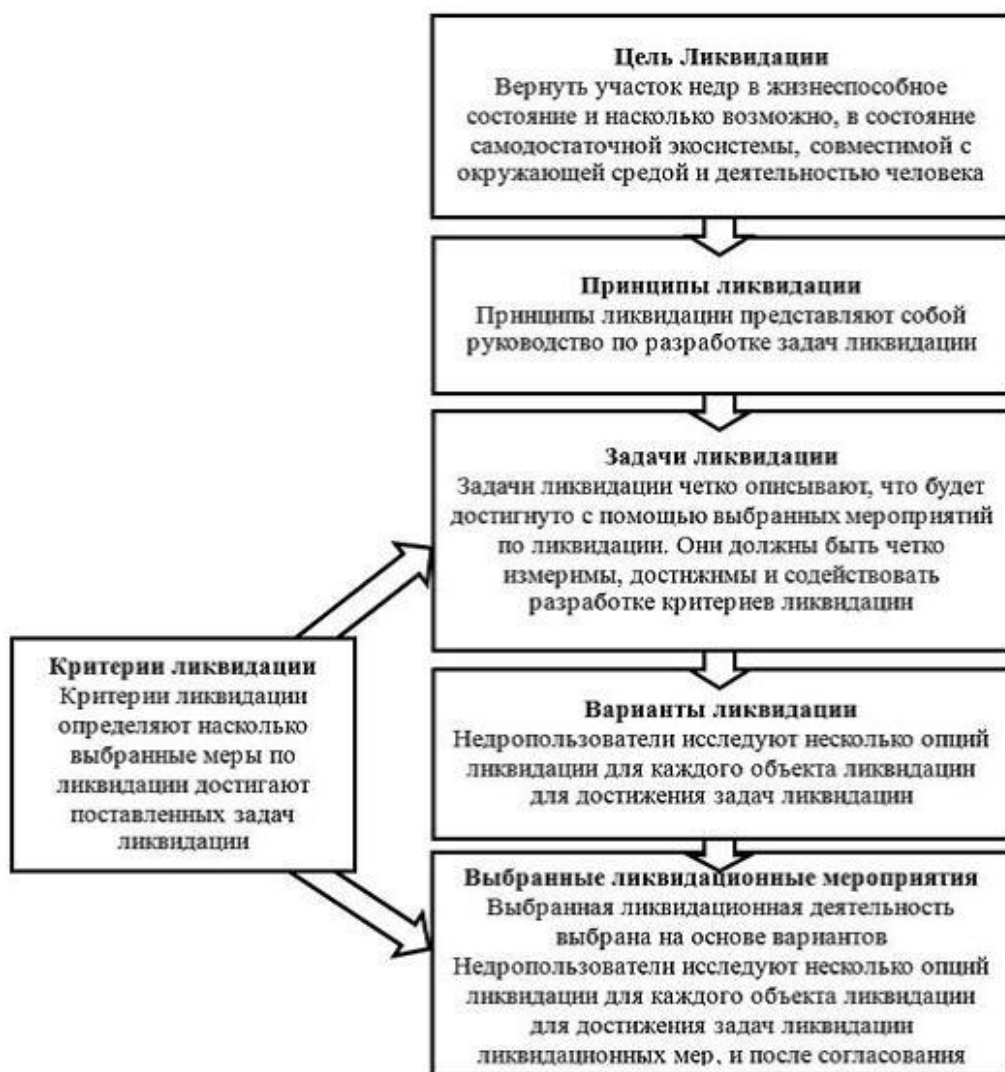 Цель Ликвидации
Вернуть участок недр в жизнеспособное
состояние и насколько возможно, в состояние
самодостаточной экосистемы, совместимой с
окружающей средой и деятельностью человека
Принципы ликвидации
Принципы ликвидации представляют собой
руководство по разработке задач ликвидации
Задачи ликвидации
Задачи ликвидации четко описывают, что будет
достигнуто с помощью выбранных мероприятий
по ликвидации. Они должны быть четко
измеримы, достижимы и содействовать
разработке критериев ликвидации
Критерии ликвидации
Критерии ликвидации
определяют насколько
выбранные меры по
ликвидации достигают
поставленных задач
ликвидации
Варианты ликвидации
Недропользователи исследуют несколько опций
ликвидации для каждого объекта ликвидации
для достижения задач ликвидации
Выбранные ликвидационные мероприятия
Выбранная ликвидационная деятельность
выбрана на основе вариантов
Недропользователи исследуют несколько опций
ликвидации для каждого объекта ликвидации
для достижения задач ликвидации
ликвидационных мер, и после согласования